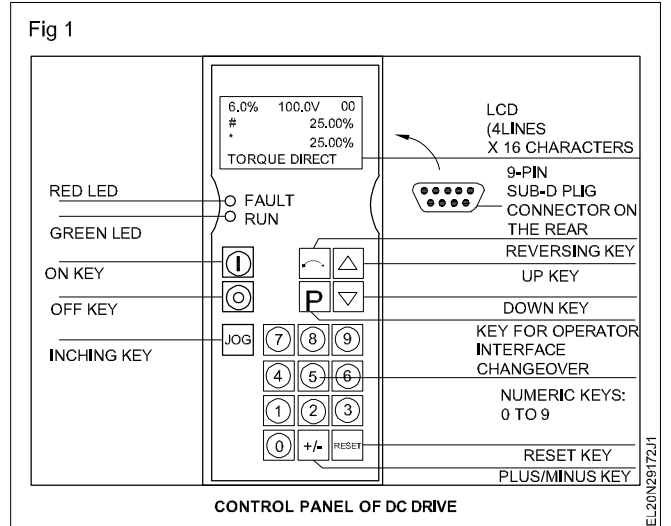 Fig 1
6.0% 100.0V 00
# 25.00%
* 25.00%
TORQUE DIRECT
LCD
(4LINES
X 16 CHARACTERS
9-PIN
SUB-D PLIG
CONNECTOR ON
THE REAR
RED LED
FAULT
GREEN LED
RUN
REVERSING KEY
ON KEY
UP KEY
OFF KEY
P
DOWN KEY
INCHING KEY
JOG
7 8 9
4 5 6
1 2 3
0 +/- RESET
KEY FOR OPERATOR
INTERFACE
CHANGEOVER
NUMERIC KEYS:
0 TO 9
RESET KEY
PLUS/MINUS KEY
CONTROL PANEL OF DC DRIVE
EL20N29172J1